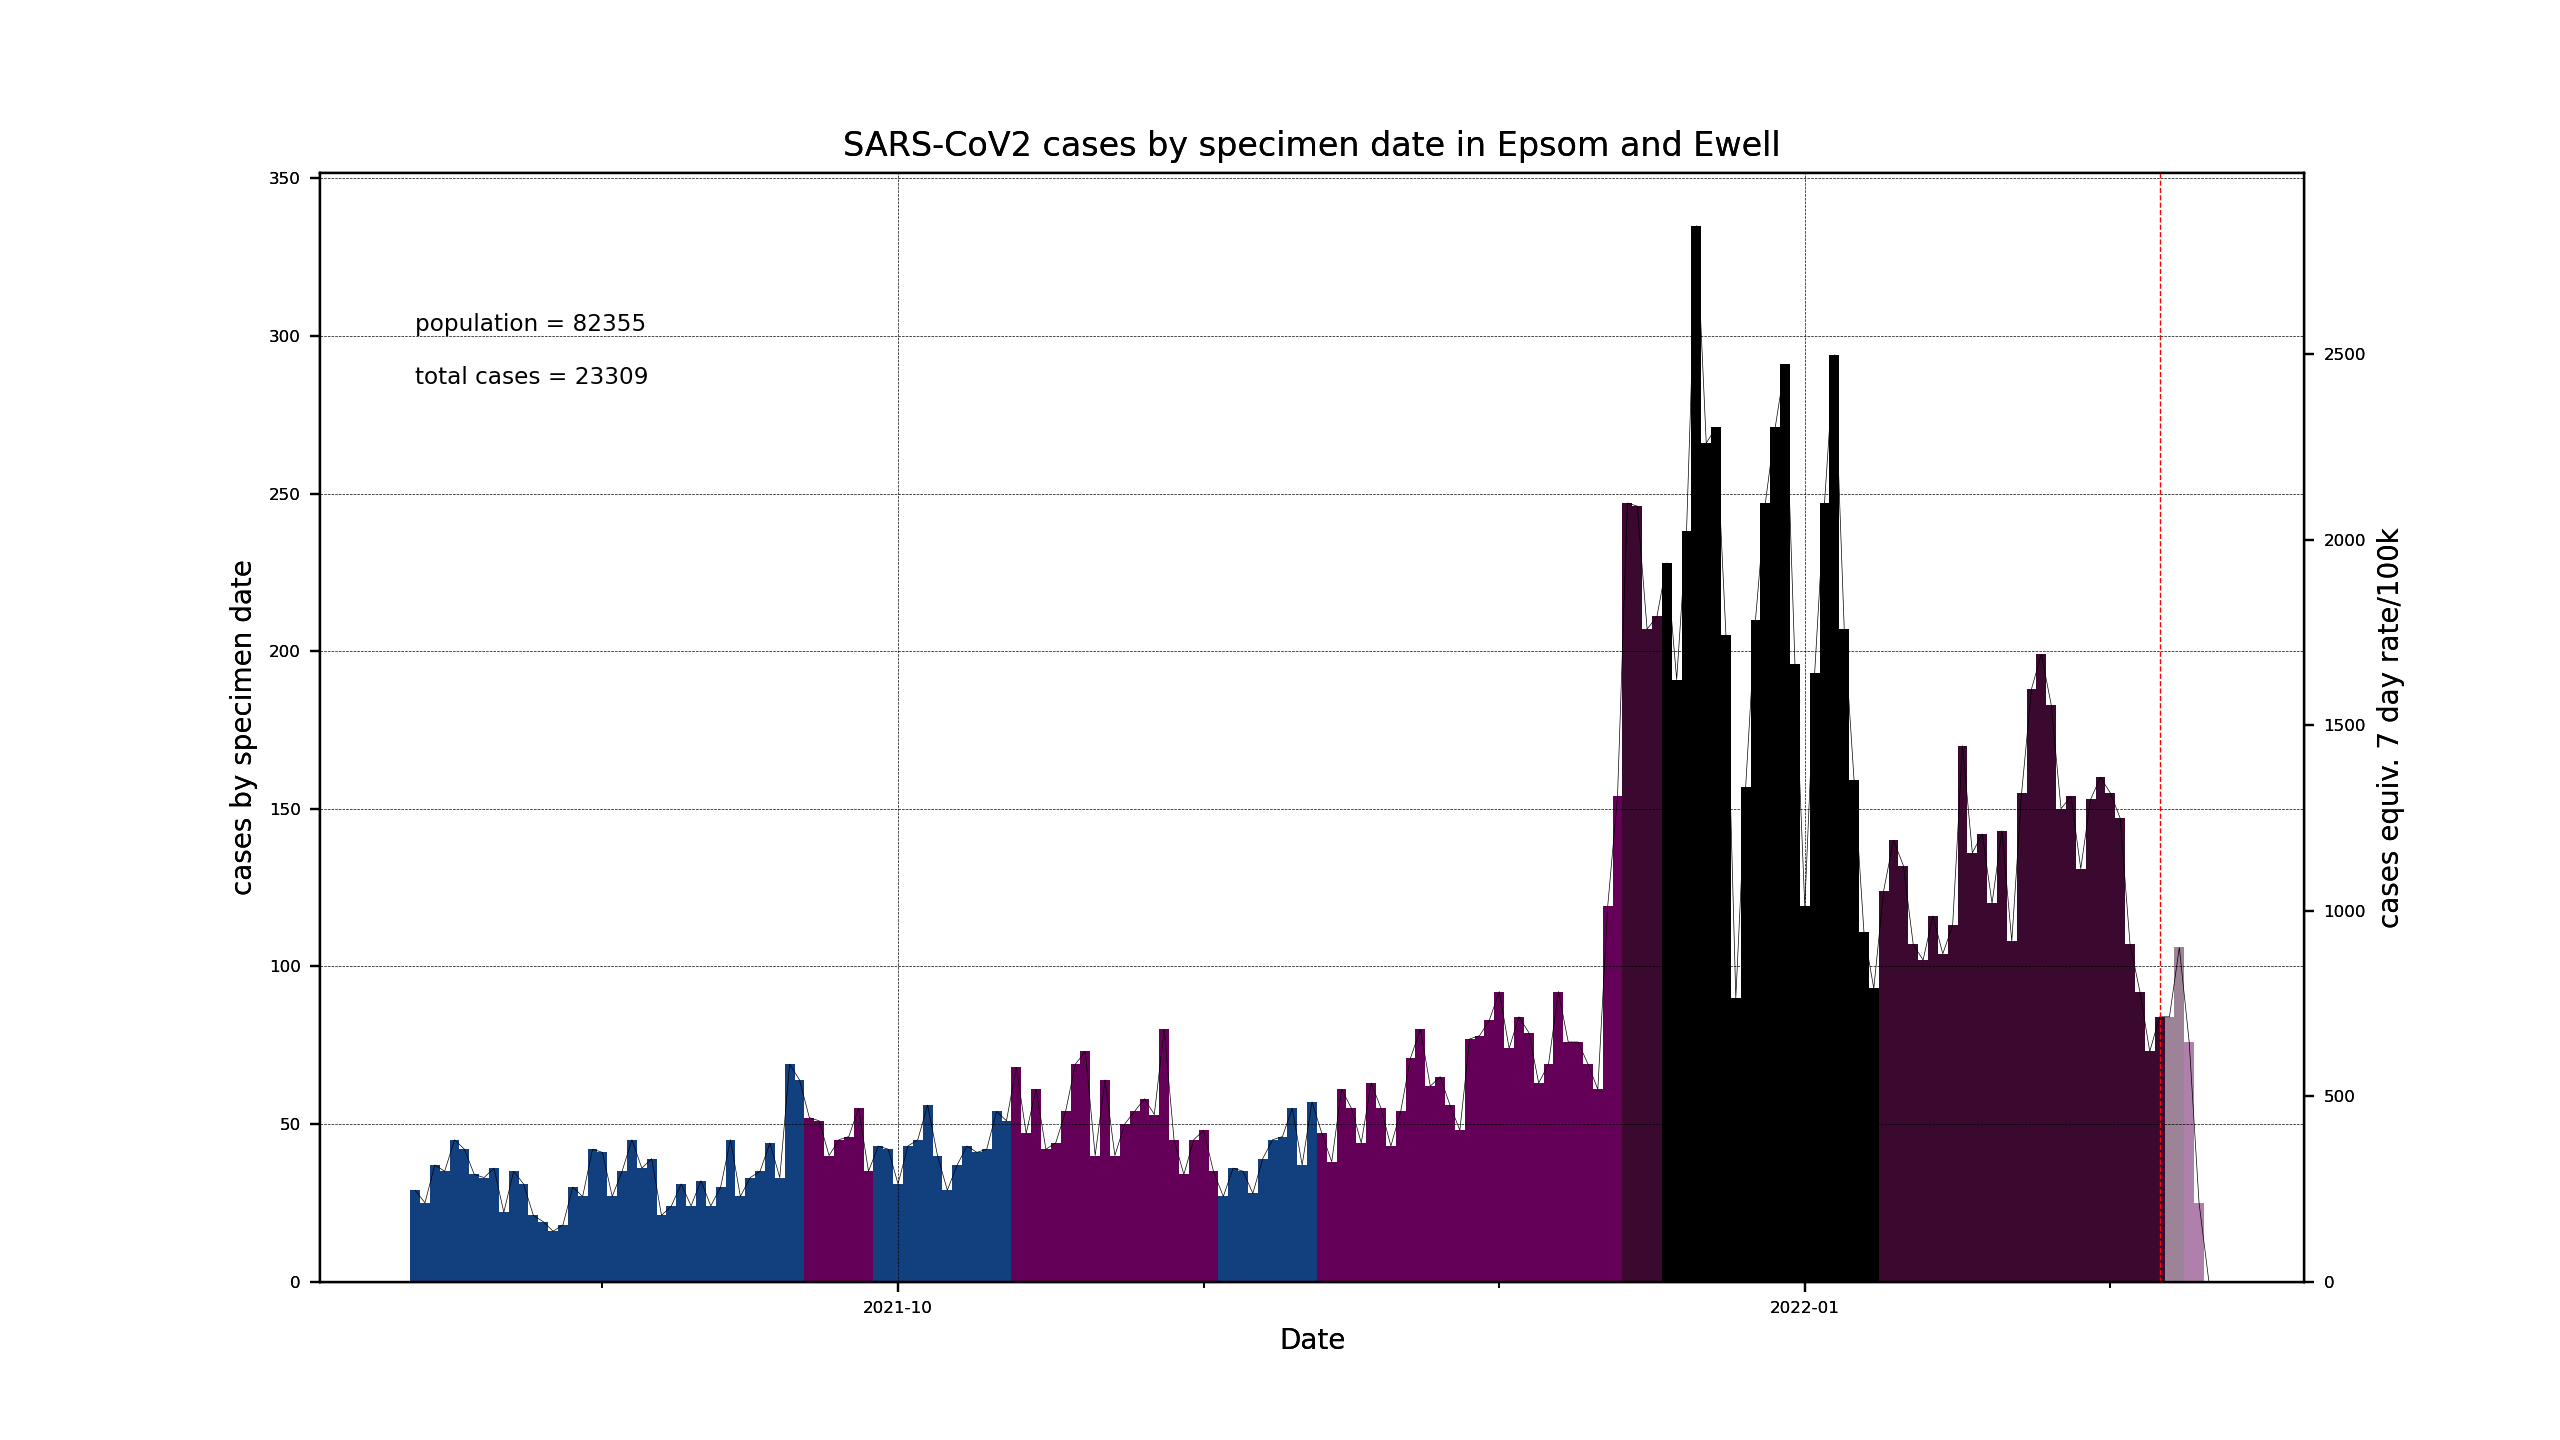 SARS-CoV2 cases by specimen date in Epsom and Ewell
population = 82355
total cases = 23309
cases by specimen date
350
300
250
200
150
100
50
0
2500
2000
1500
1000
500
0
cases equiv. 7 day rate/100k
2021-10
2022-01
Date